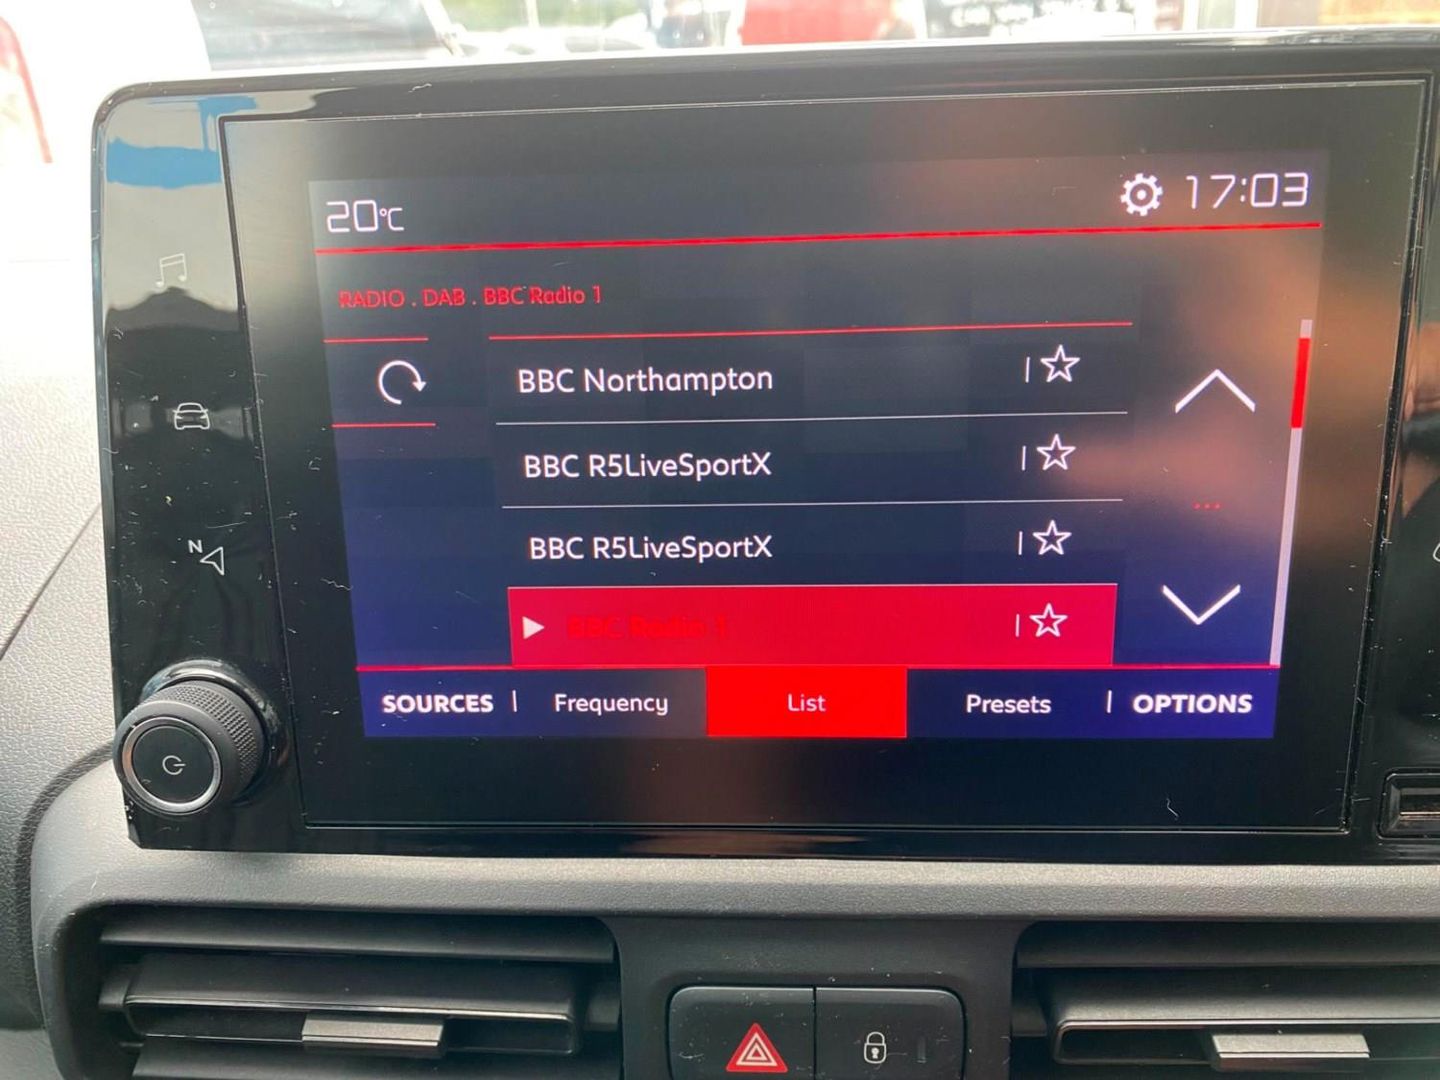 20°C
17:03
RADIO . DAB . BBC Radio 1
BBC Northampton
BBC R5LiveSportX
BBC R5LiveSportX
BBC Radio 1
SOURCES
Frequency
List
Presets
OPTIONS
N